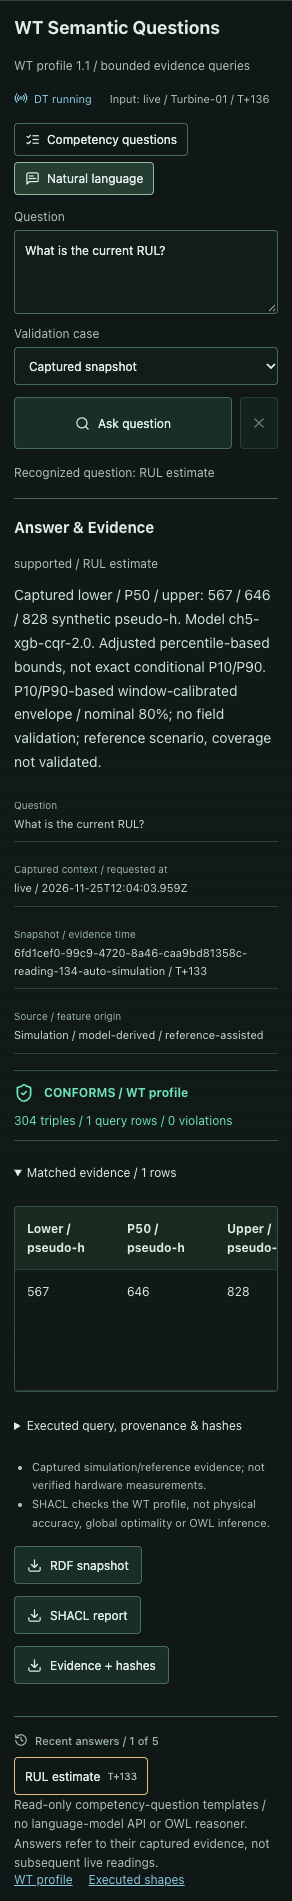 WT Semantic Questions
WT profile 1.1 / bounded evidence queries
DT running Input: live / Turbine-01 / T+136
Competency questions
Natural language
Question
What is the current RUL?
Validation case
Captured snapshot
Ask question
Recognized question: RUL estimate
Answer & Evidence
supported / RUL estimate
Captured lower / P50 / upper: 567 / 646
/ 828 synthetic pseudo-h. Model ch5-
xgb-cqr-2.0. Adjusted percentile-based
bounds, not exact conditional P10/P90.
P10/P90-based window-calibrated
envelope / nominal 80%; no field
validation; reference scenario, coverage
not validated.
Question
What is the current RUL?
Captured context / requested at
live / 2026-11-25T12:04:03.959Z
Snapshot / evidence time
6fd1cef0-99c9-4720-8a46-caa9bd81358c-
reading-134-auto-simulation / T+133
Source / feature origin
Simulation / model-derived / reference-assisted
CONFORMS / WT profile
304 triples / 1 query rows / 0 violations
Matched evidence / 1 rows
Lower / P50 / Upper /
pseudo-h pseudo-h pseudo-
567 646 828
Executed query, provenance & hashes
Captured simulation/reference evidence; not
verified hardware measurements.
SHACL checks the WT profile, not physical
accuracy, global optimality or OWL inference.
RDF snapshot
SHACL report
Evidence + hashes
Recent answers / 1 of 5
RUL estimate T+133
Read-only competency-question templates /
no language-model API or OWL reasoner.
Answers refer to their captured evidence, not
subsequent live readings.
WT profile Executed shapes